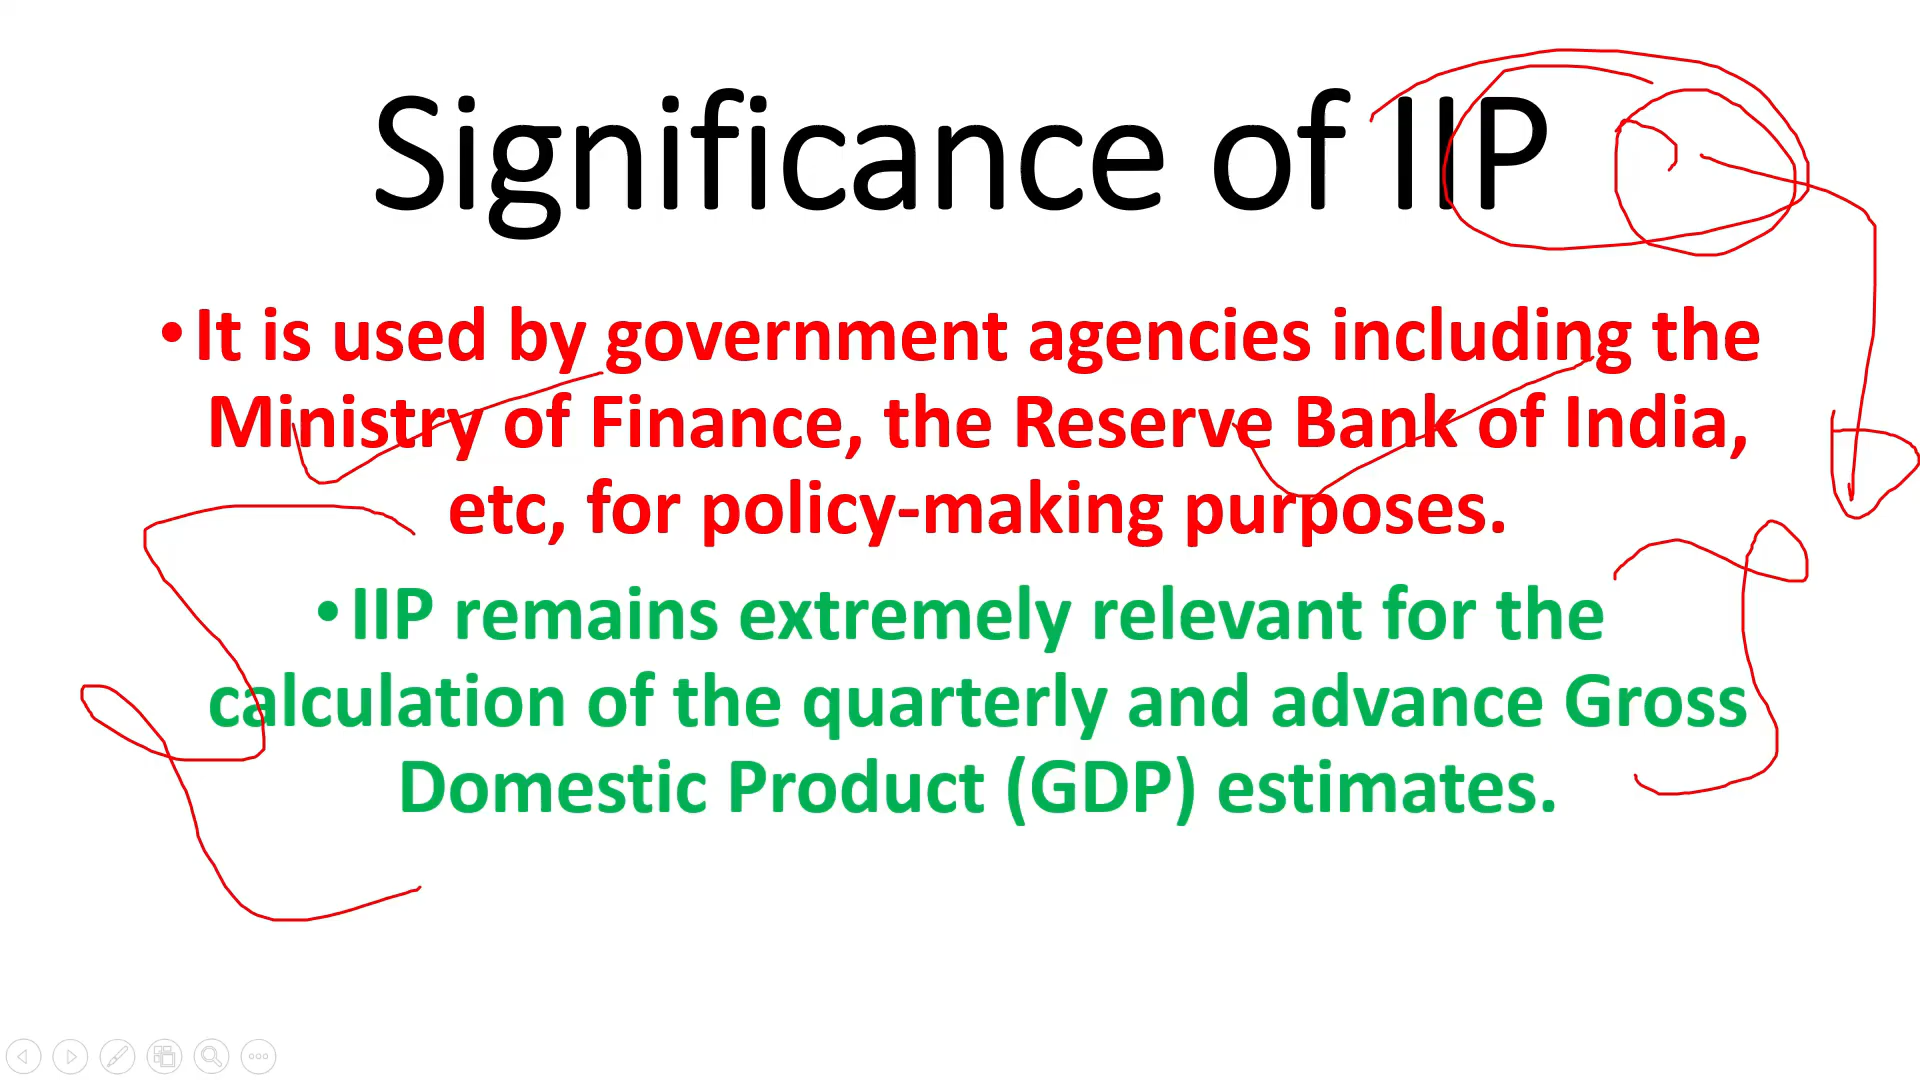 Significance of IIP
•It is used by government agencies including the
Ministry of Finance, the Reserve Bank of India,
etc, for policy-making purposes.
•IIP remains extremely relevant for the
calculation of the quarterly and advance Gross
Domestic Product (GDP) estimates.